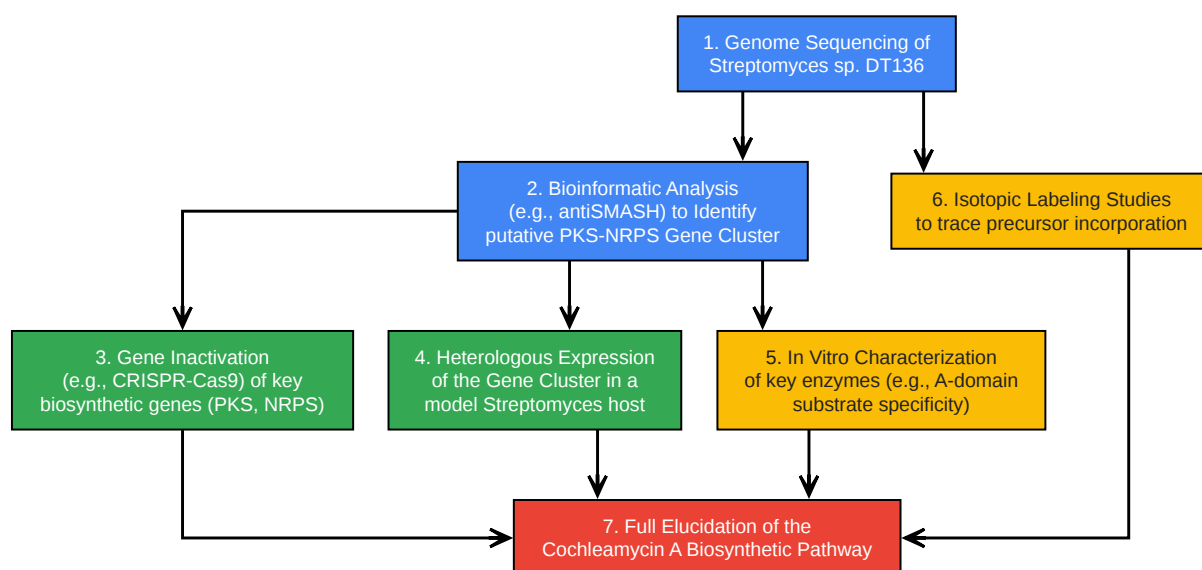 1. Genome Sequencing of
Streptomyces sp. DT136
2. Bioinformatic Analysis
(e.g., antiSMASH) to Identify
putative PKS-NRPS Gene Cluster
6. Isotopic Labeling Studies
to trace precursor incorporation
3. Gene Inactivation
(e.g., CRISPR-Cas9) of key
biosynthetic genes (PKS, NRPS)
4. Heterologous Expression
of the Gene Cluster in a
model Streptomyces host
5. In Vitro Characterization
of key enzymes (e.g., A-domain
substrate specificity)
7. Full Elucidation of the
Cochleamycin A Biosynthetic Pathway